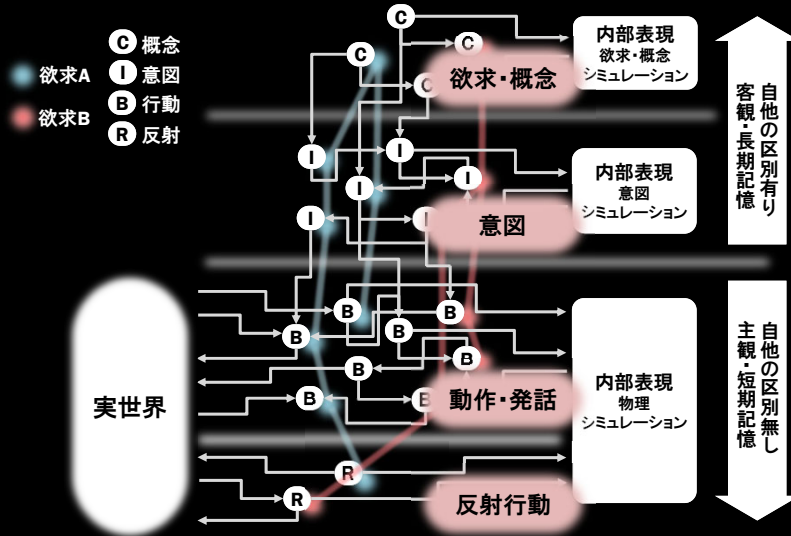 欲求A
欲求B
C 概念
I 意図
B 行動
R 反射
C
C
C
C
欲求・概念
内部表現
欲求・概念
シミュレーション
自他の区別有り
客観・長期記憶
I
I
I
I
I
I
意図
内部表現
意図
シミュレーション
実世界
B
B
B
B
B
B
B
B
動作・発話
内部表現
物理
シミュレーション
自他の区別無し
主観・短期記憶
R
R
反射行動